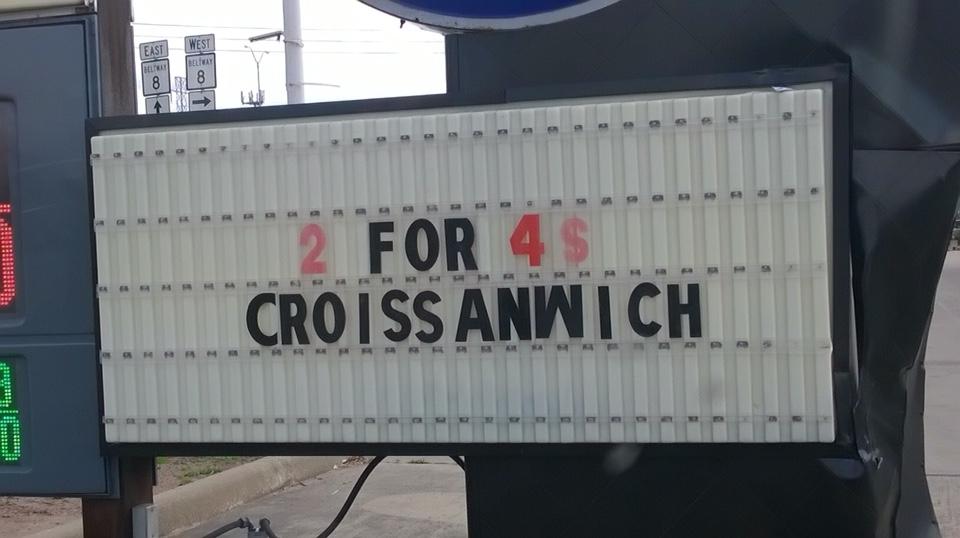 EAST
BELTWAY
8
WEST
BELTWAY
8
2 FOR 4$
CROISSANWICH